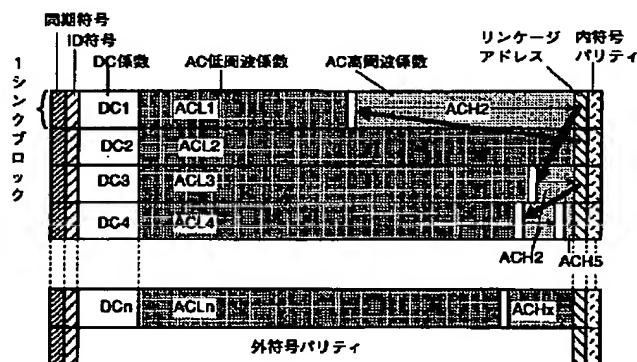 同期符号
ID符号
DC係数
AC低周波係数
AC高周波係数
リンケージ
アドレス
内符号
パリティ
1シンクブロック
DC1 ACL1 ACH2
DC2 ACL2
DC3 ACL3
DC4 ACL4
ACH2 ACH5
DCn ACLn ACHx
外符号パリティ